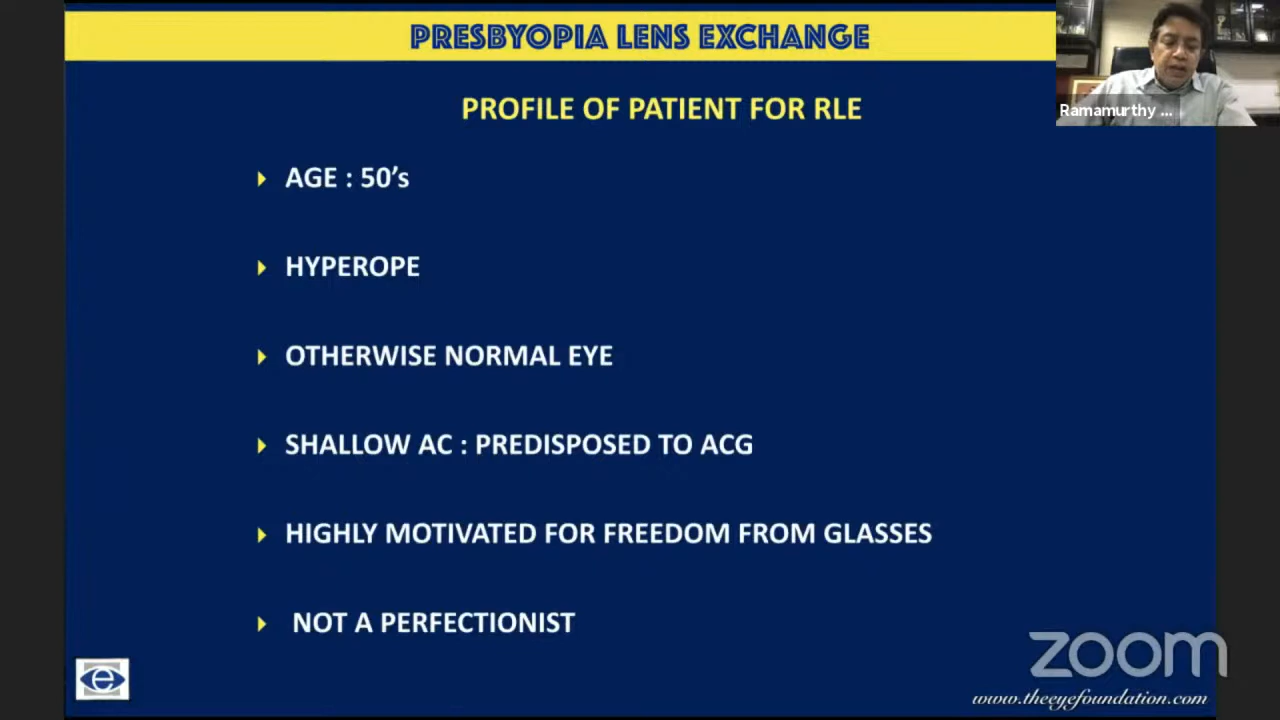 PRESBYOPIA LENS EXCHANGE
Ramamurthy ...
PROFILE OF PATIENT FOR RLE
AGE : 50's
HYPEROPE
OTHERWISE NORMAL EYE
SHALLOW AC : PREDISPOSED TO ACG
HIGHLY MOTIVATED FOR FREEDOM FROM GLASSES
NOT A PERFECTIONIST
e
zoom
www.theeyefoundation.com